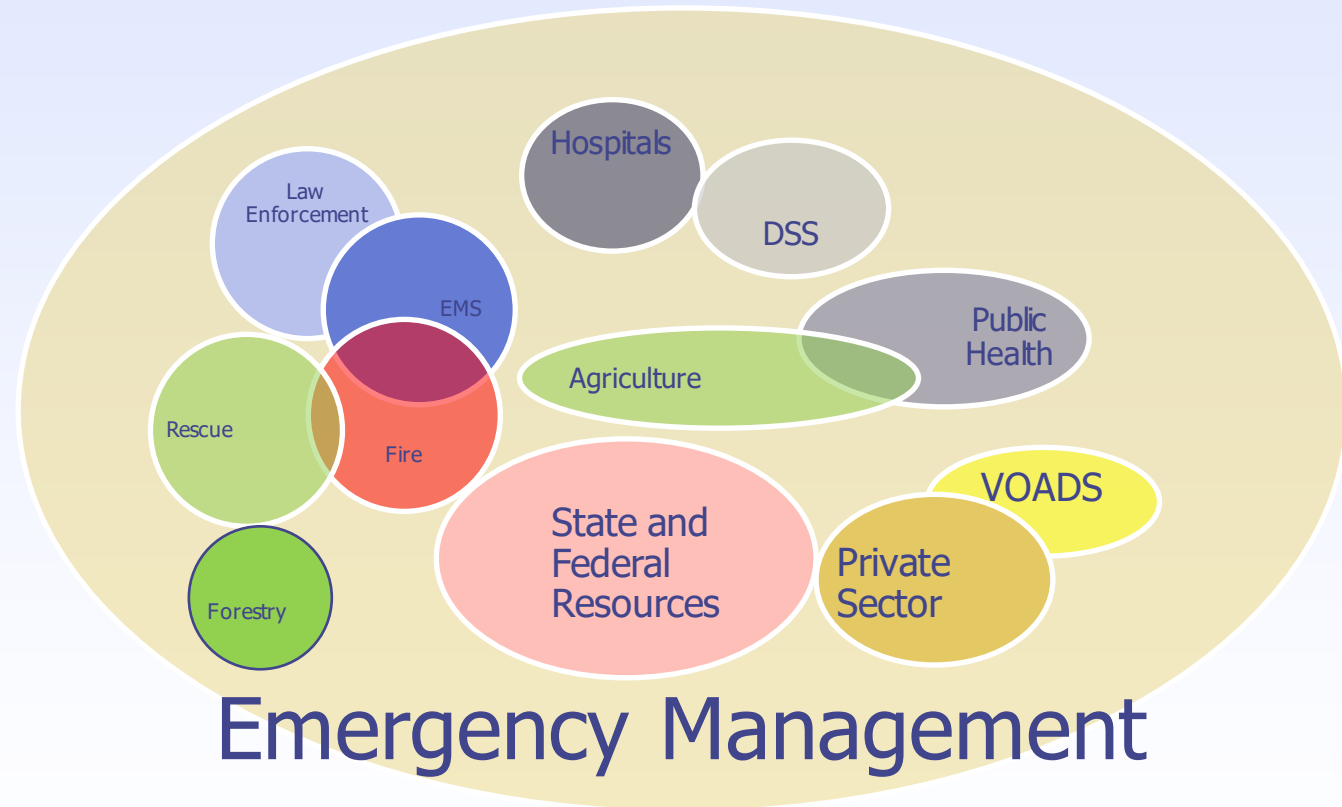 Hospitals
Law
Enforcement
DSS
EMS
Public
Health
Agriculture
Rescue
Fire
VOADS
State and
Federal
Resources
Private
Sector
Forestry
Emergency Management